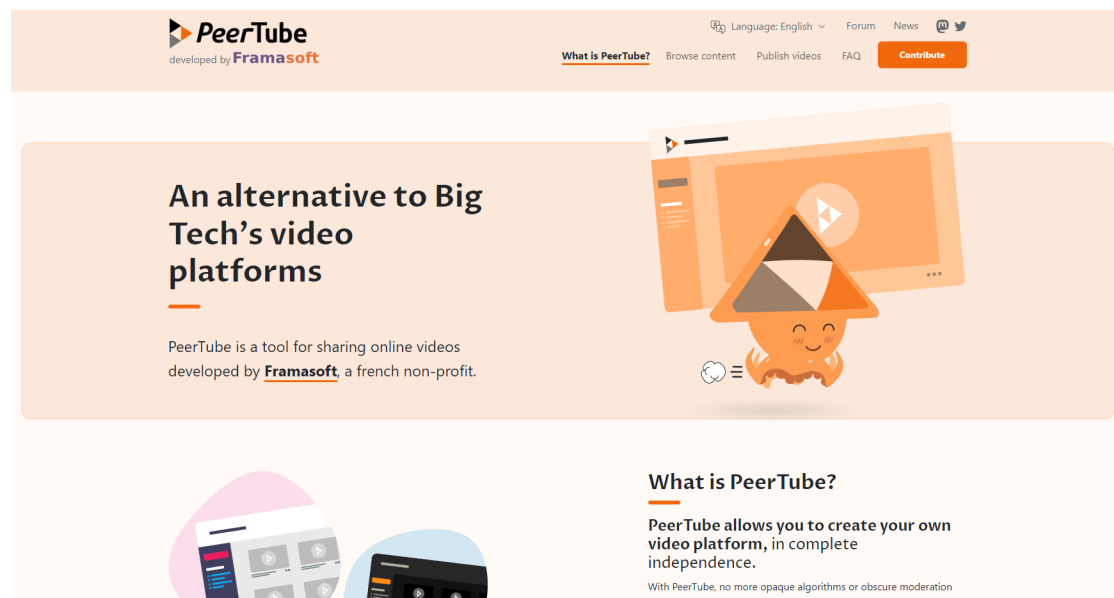 PeerTube
developed by Framasoft
Language: English
Forum
News
What is PeerTube?
Browse content
Publish videos
FAQ
Contribute
An alternative to Big
Tech's video
platforms
PeerTube is a tool for sharing online videos
developed by Framasoft, a french non-profit.
What is PeerTube?
PeerTube allows you to create your own
video platform, in complete
independence.
With PeerTube, no more opaque algorithms or obscure moderation